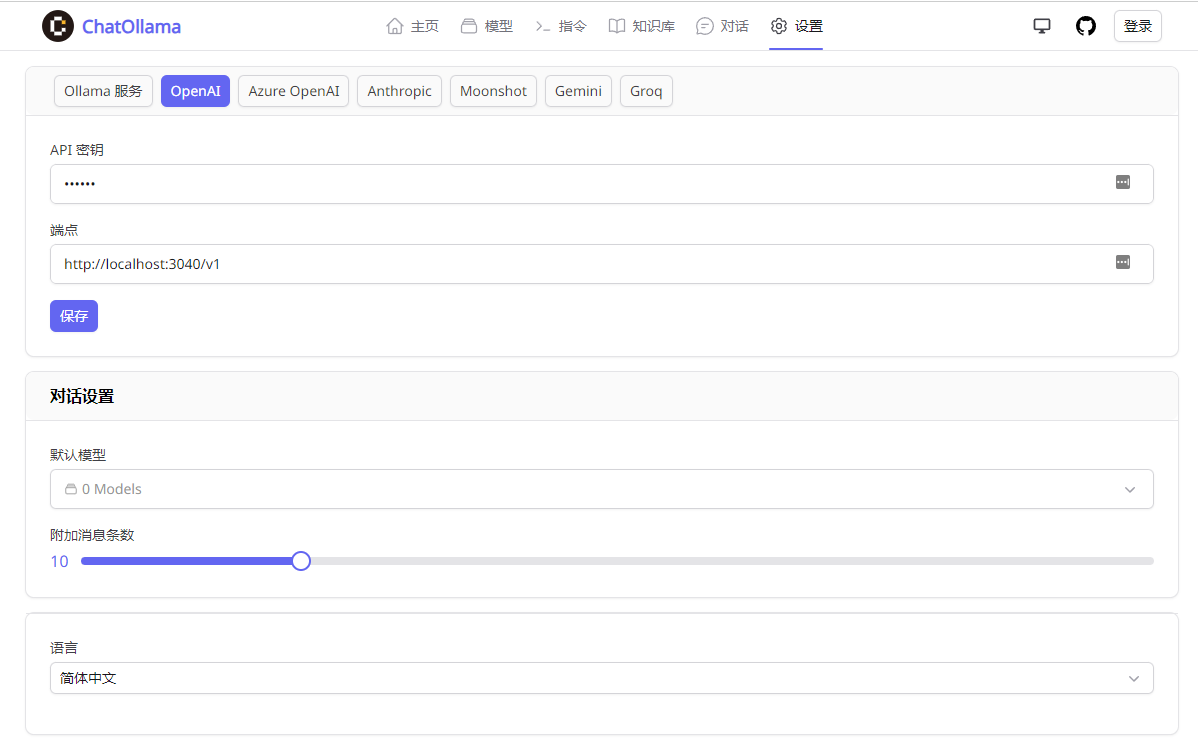 ChatOllama 主页 模型 指令 知识库 对话 设置 登录
Ollama 服务 OpenAI Azure OpenAI Anthropic Moonshot Gemini Groq
API 密钥
••••••
端点
http://localhost:3040/v1
保存
对话设置
默认模型
0 Models
附加消息条数
10
语言
简体中文